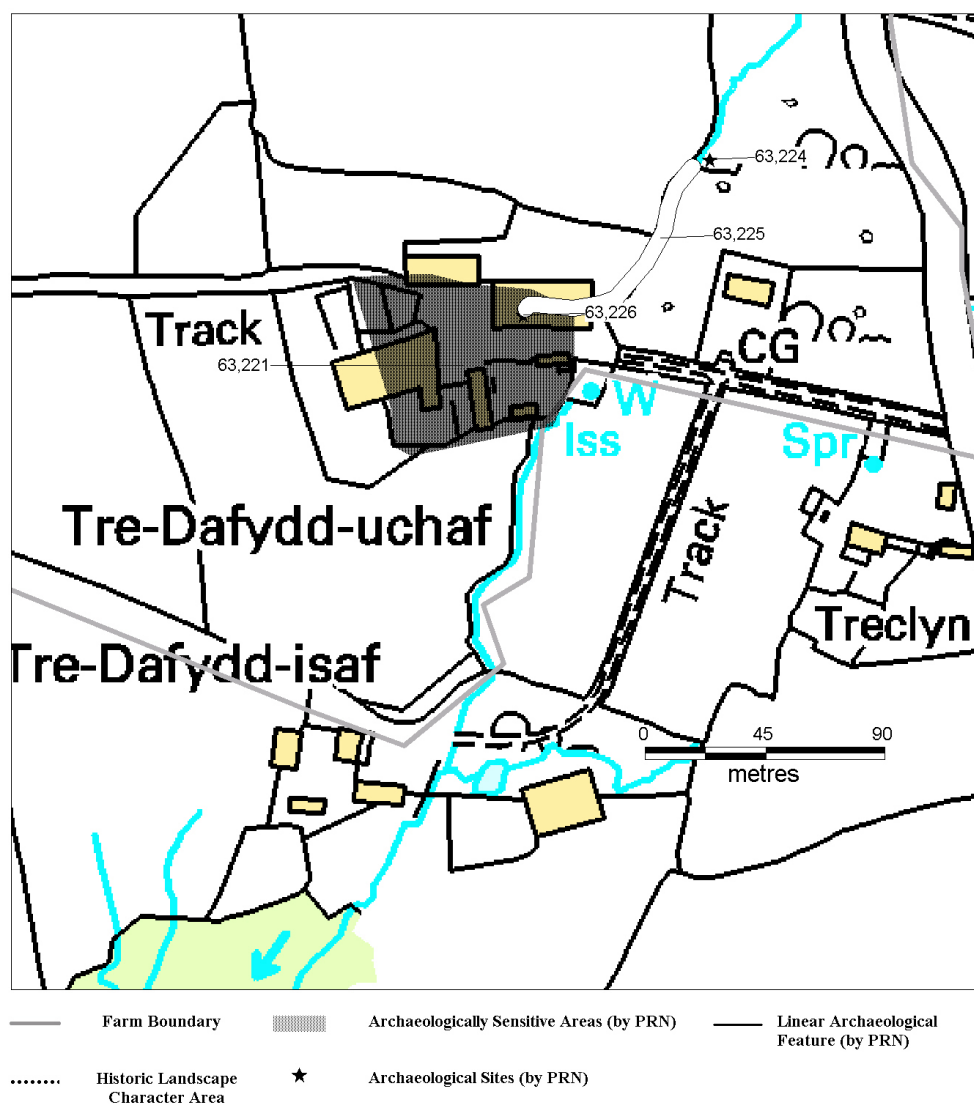 63,224
63,225
63,226
Track
CG
63,221
W
Iss
Spr
Tre-Dafydd-uchaf
Track
Treclyn
Tre-Dafydd-isaf
0 45 90
metres
Farm Boundary
Archaeologically Sensitive Areas (by PRN)
Linear Archaeological
Feature (by PRN)
Historic Landscape
Character Area
Archaeological Sites (by PRN)